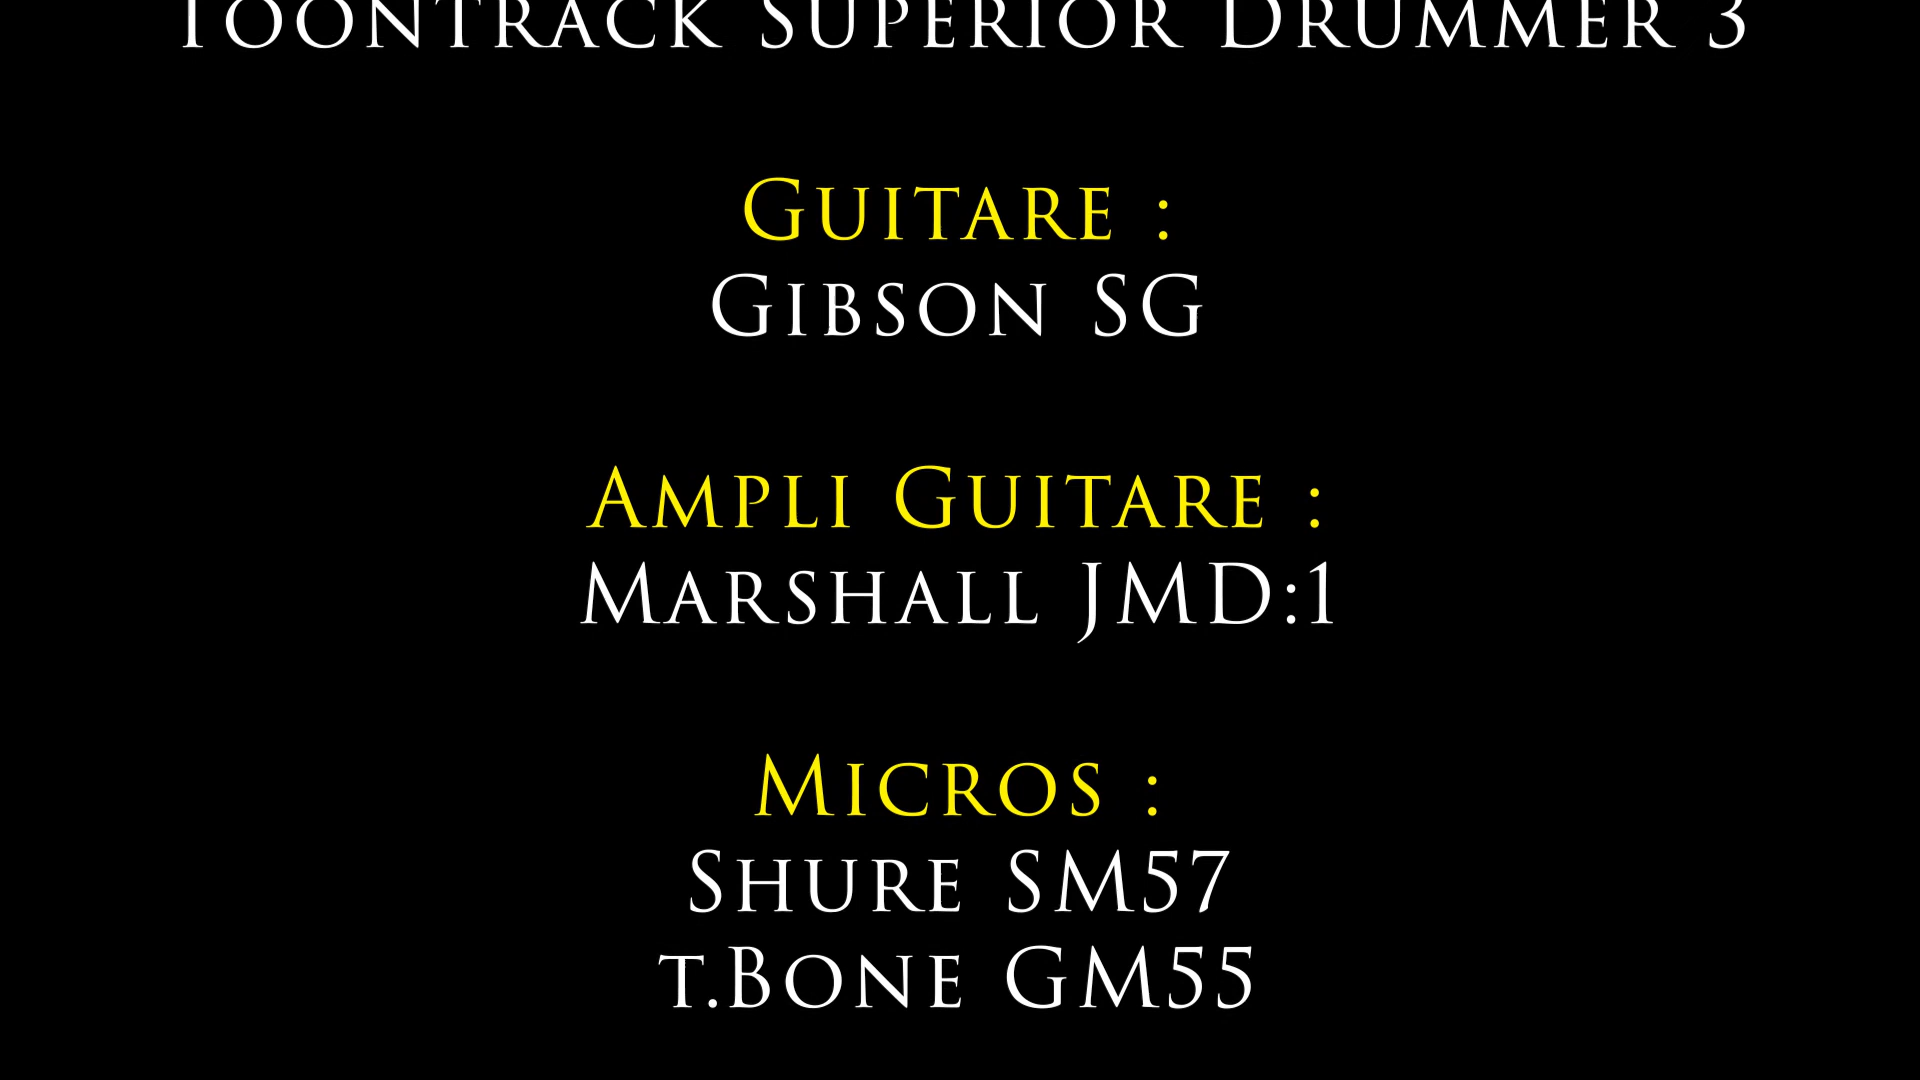 Toontrack Superior Drummer 3
Guitare :
Gibson SG
Ampli Guitare :
Marshall JMD:1
Micros :
Shure SM57
t.Bone GM55